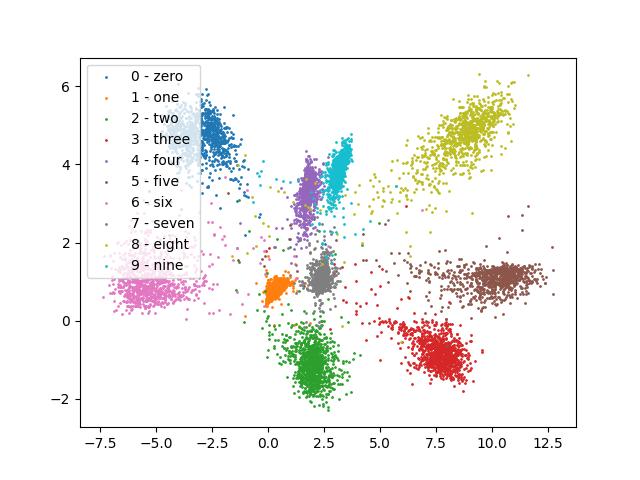 0 - zero
1 - one
2 - two
3 - three
4 - four
5 - five
6 - six
7 - seven
8 - eight
9 - nine
6
4
2
0
−2
−7.5 −5.0 −2.5 0.0 2.5 5.0 7.5 10.0 12.5